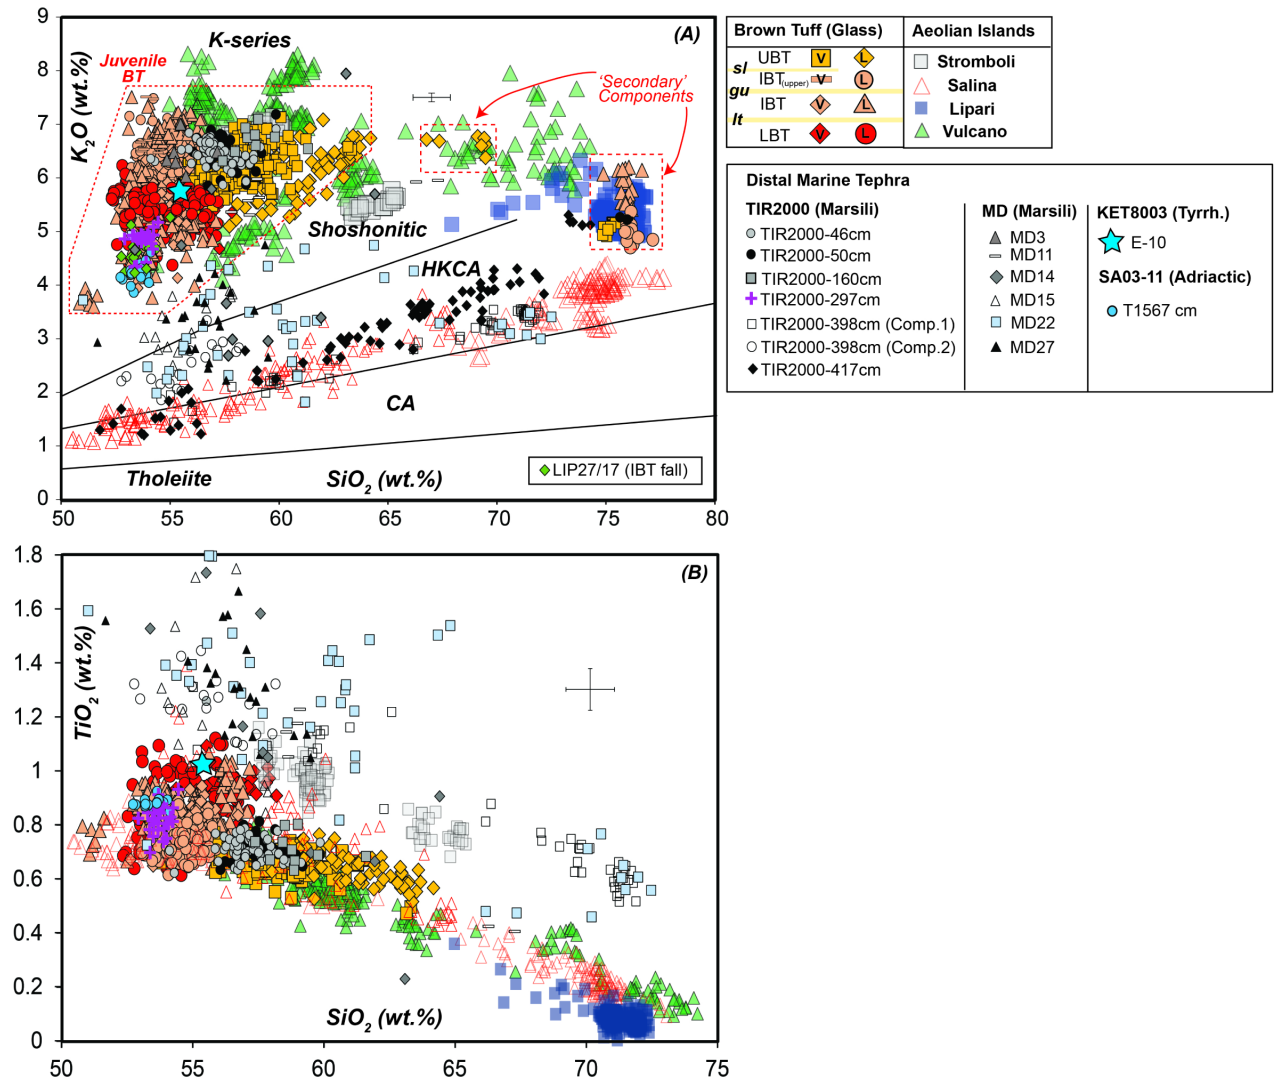 9
8
7
6
5
4
3
2
1
0
K₂O (wt.%)
K-series
(A)
Juvenile
BT
'Secondary'
Components
Shoshonitic
HKCA
CA
Tholeiite
SiO₂ (wt.%)
LIP27/17 (IBT fall)
50 55 60 65 70 75 80
Brown Tuff (Glass)
UBT V L
sl
IBT(upper) V L
gu
IBT V L
lt
LBT V L
Aeolian Islands
Stromboli
Salina
Lipari
Vulcano
Distal Marine Tephra
TIR2000 (Marsili)
TIR2000-46cm
TIR2000-50cm
TIR2000-160cm
TIR2000-297cm
TIR2000-398cm (Comp.1)
TIR2000-398cm (Comp.2)
TIR2000-417cm
MD (Marsili)
MD3
MD11
MD14
MD15
MD22
MD27
KET8003 (Tyrrh.)
E-10
SA03-11 (Adriactic)
T1567 cm
1.8
1.6
1.4
1.2
1
0.8
0.6
0.4
0.2
0
TiO₂ (wt.%)
(B)
SiO₂ (wt.%)
50 55 60 65 70 75